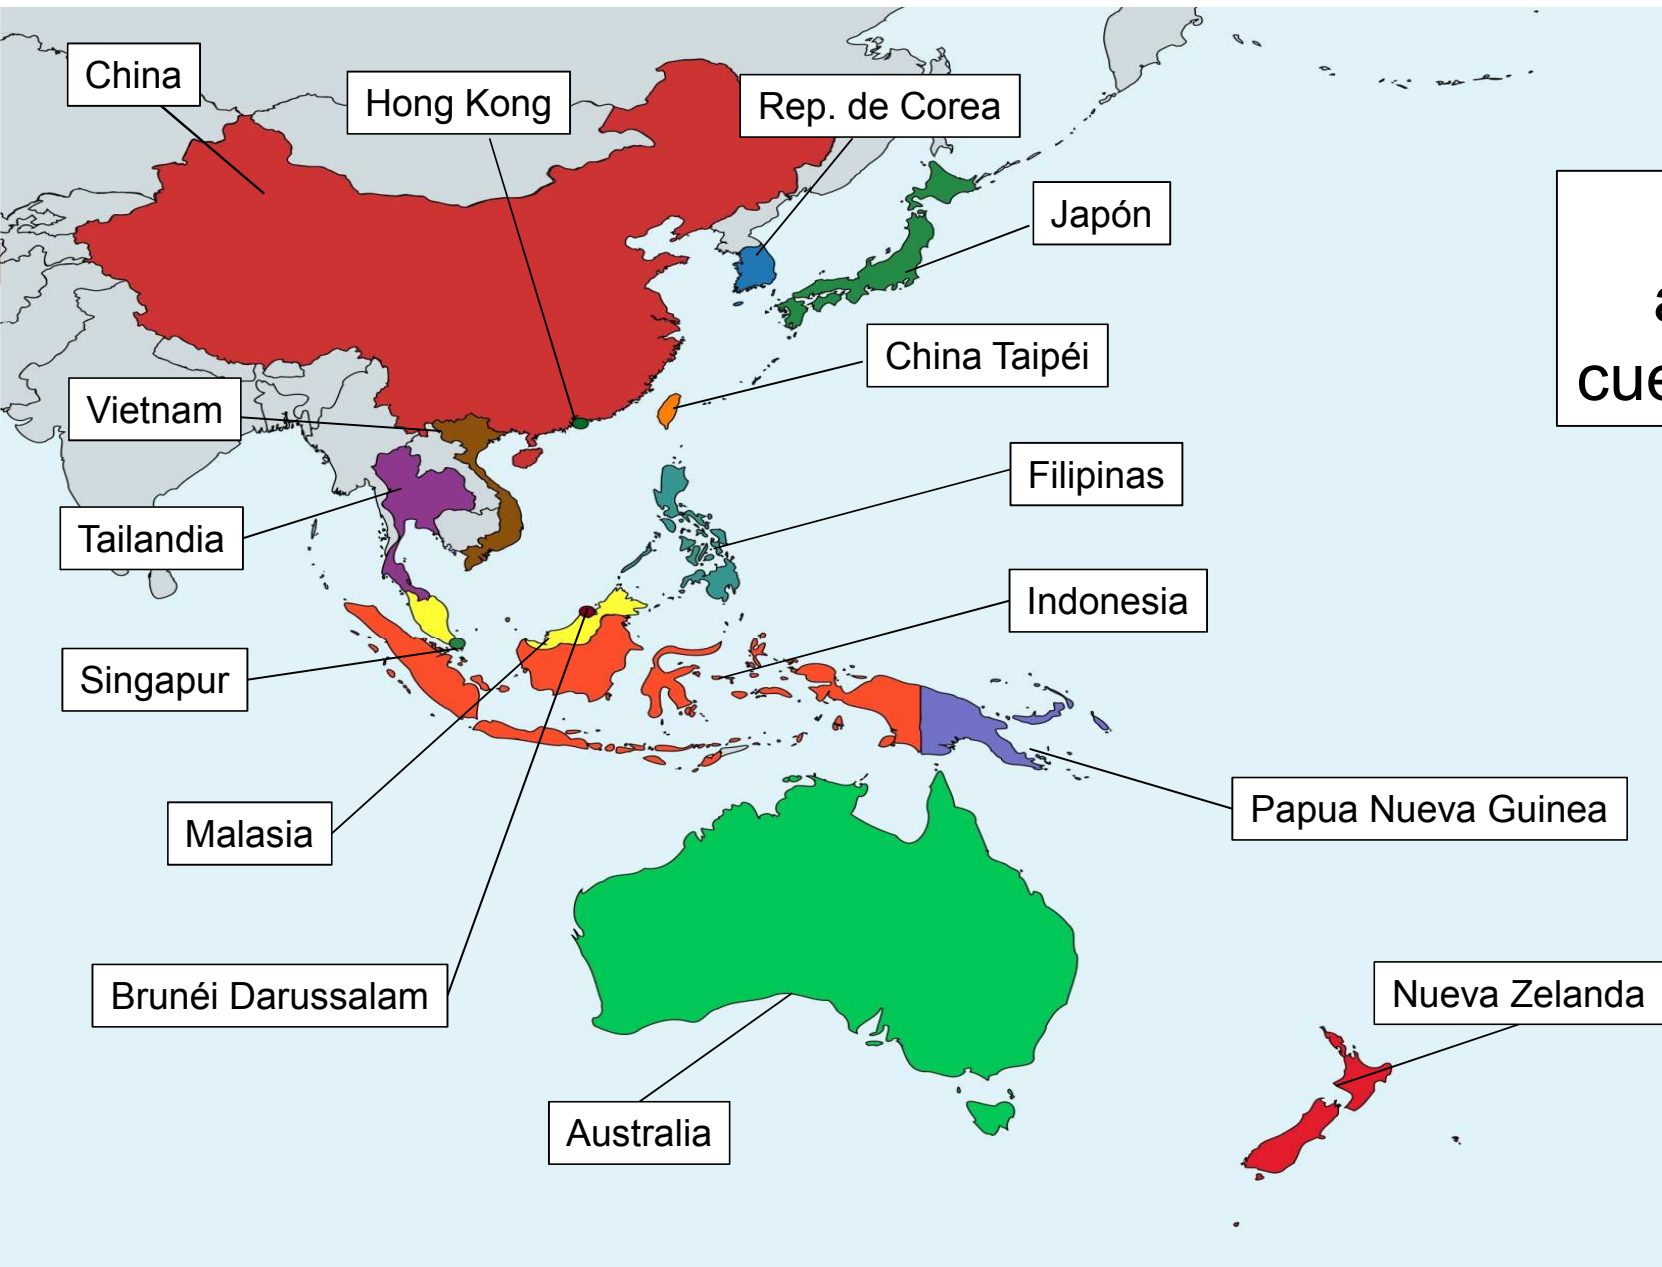 China
Hong Kong
Rep. de Corea
Japón
China Taipéi
Vietnam
Filipinas
Tailandia
Indonesia
Singapur
Papua Nueva Guinea
Malasia
Brunéi Darussalam
Nueva Zelanda
Australia